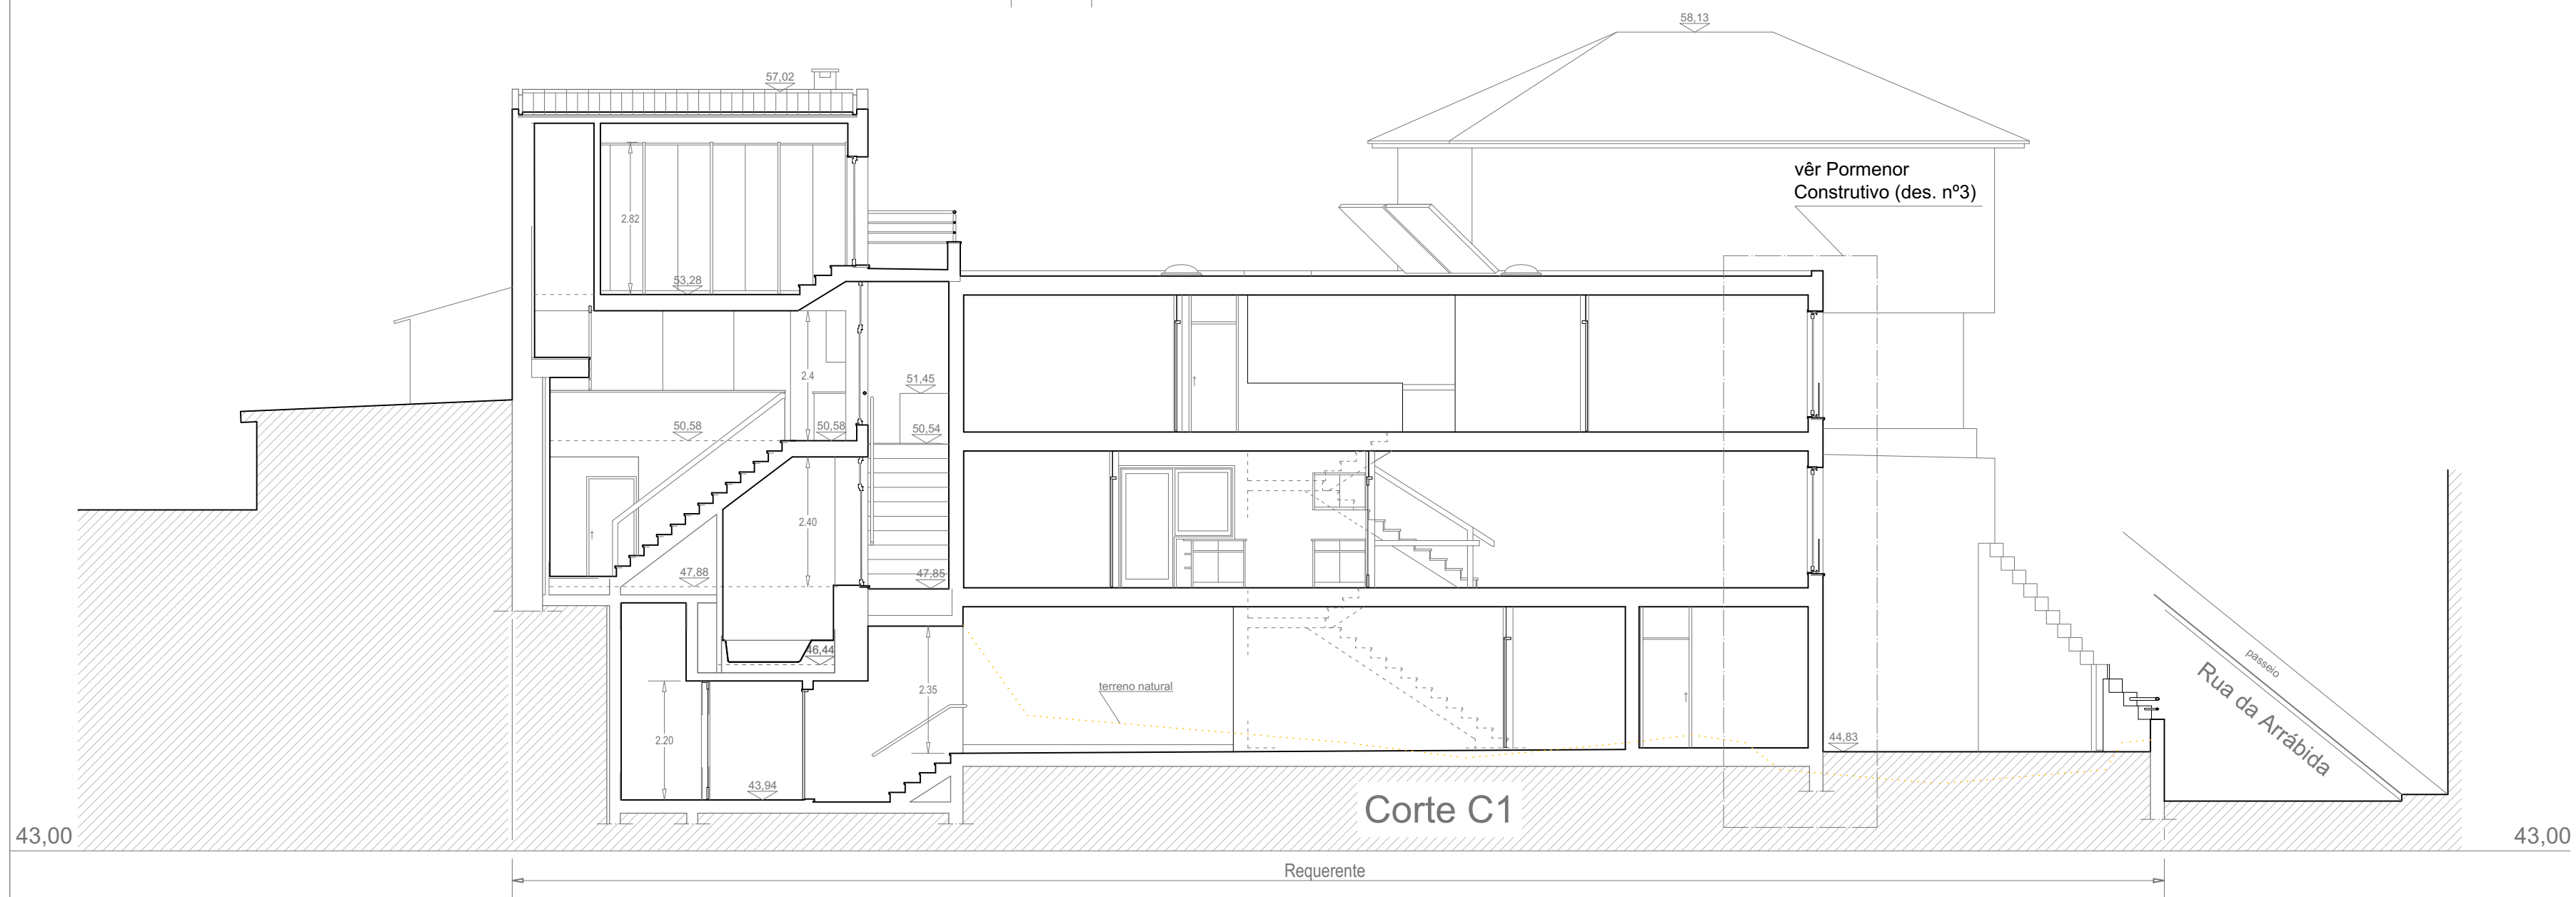 58,13
57,02
vêr Pormenor
Construtivo (des. nº3)
2.82
53,28
2.4
51,45
50,58
50,58
50,54
2.40
47,88
47,85
46,44
passeio
Rua da Arrábida
terreno natural
2.35
2.20
44,83
43,94
Corte C1
43,00
43,00
Requerente